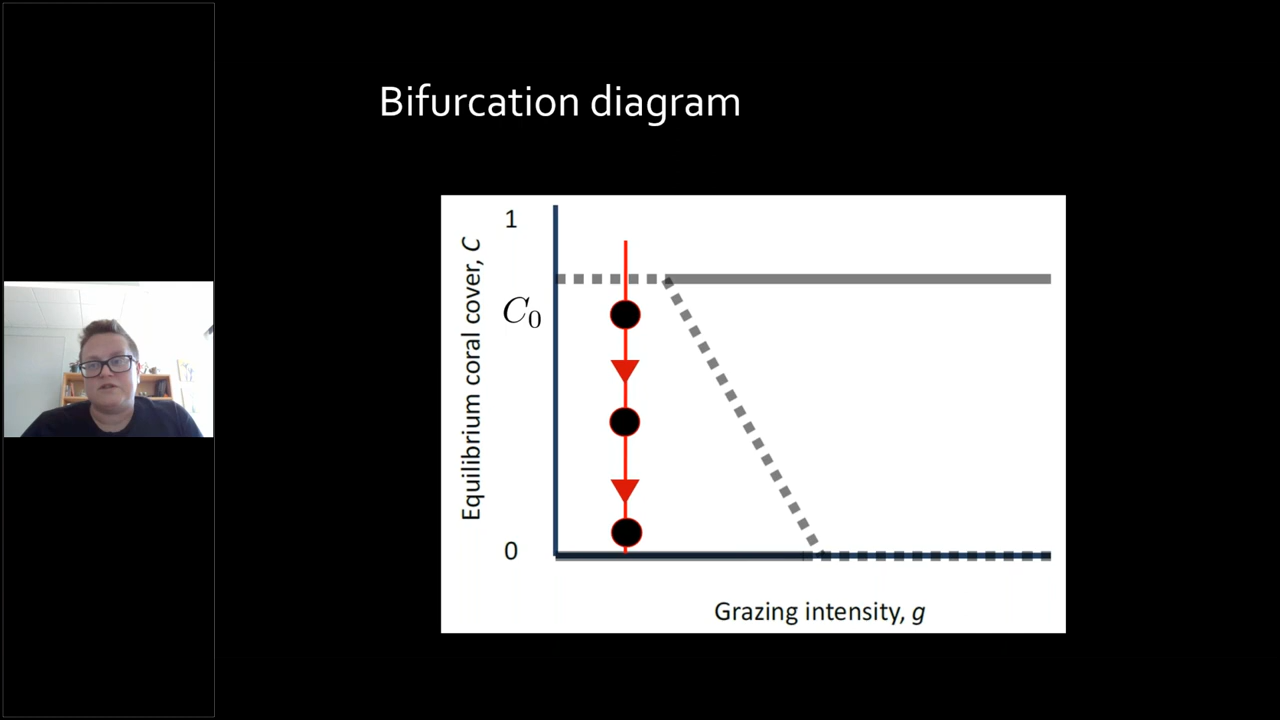 Bifurcation diagram
Equilibrium coral cover, C
1
C₀
0
Grazing intensity, g